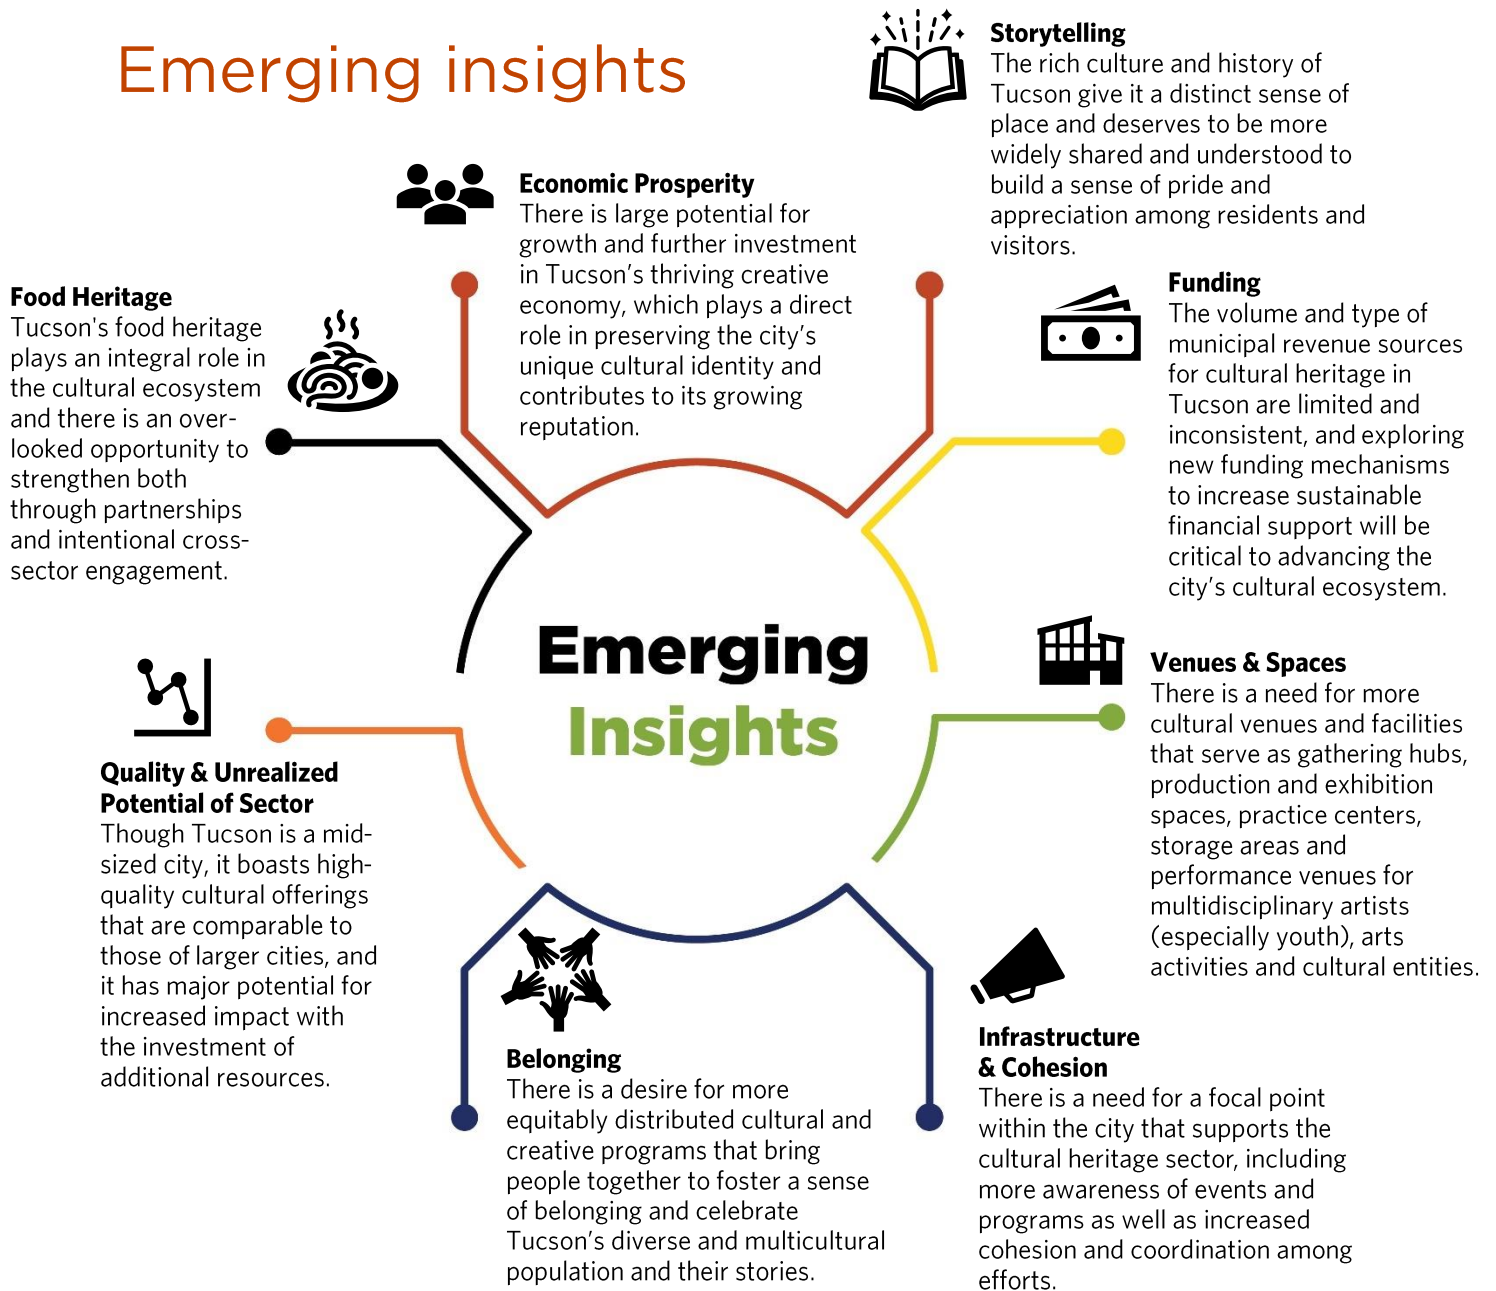 Emerging insights
Storytelling
The rich culture and history of
Tucson give it a distinct sense of
place and deserves to be more
widely shared and understood to
build a sense of pride and
appreciation among residents and
visitors.
Economic Prosperity
There is large potential for
growth and further investment
in Tucson’s thriving creative
economy, which plays a direct
role in preserving the city’s
unique cultural identity and
contributes to its growing
reputation.
Food Heritage
Tucson's food heritage
plays an integral role in
the cultural ecosystem
and there is an over-
looked opportunity to
strengthen both
through partnerships
and intentional cross-
sector engagement.
Funding
The volume and type of
municipal revenue sources
for cultural heritage in
Tucson are limited and
inconsistent, and exploring
new funding mechanisms
to increase sustainable
financial support will be
critical to advancing the
city’s cultural ecosystem.
Emerging
Insights
Venues & Spaces
There is a need for more
cultural venues and facilities
that serve as gathering hubs,
production and exhibition
spaces, practice centers,
storage areas and
performance venues for
multidisciplinary artists
(especially youth), arts
activities and cultural entities.
Quality & Unrealized
Potential of Sector
Though Tucson is a mid-
sized city, it boasts high-
quality cultural offerings
that are comparable to
those of larger cities, and
it has major potential for
increased impact with
the investment of
additional resources.
Belonging
There is a desire for more
equitably distributed cultural and
creative programs that bring
people together to foster a sense
of belonging and celebrate
Tucson’s diverse and multicultural
population and their stories.
Infrastructure
& Cohesion
There is a need for a focal point
within the city that supports the
cultural heritage sector, including
more awareness of events and
programs as well as increased
cohesion and coordination among
efforts.